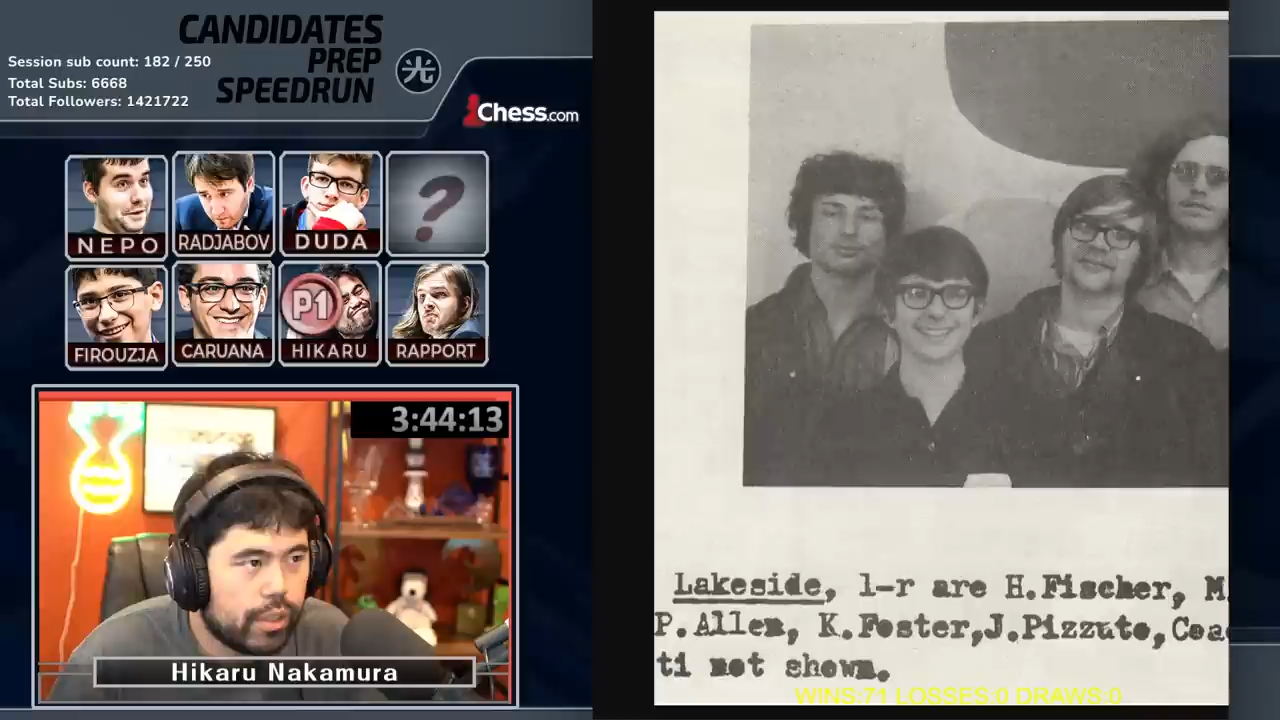 CANDIDATES
PREP
SPEEDRUN
Session sub count: 182 / 250
Total Subs: 6668
Total Followers: 1421722
光
Chess.com
NEPO
RADJABOV
DUDA
?
FIROUZJA
CARUANA
P1
HIKARU
RAPPORT
3:44:13
Hikaru Nakamura
Lakeside, l-r are H.Fischer, M.
P.Allen, K.Foster,J.Pizzuto,Coa
ti not shown.
WINS:71 LOSSES:0 DRAWS:0